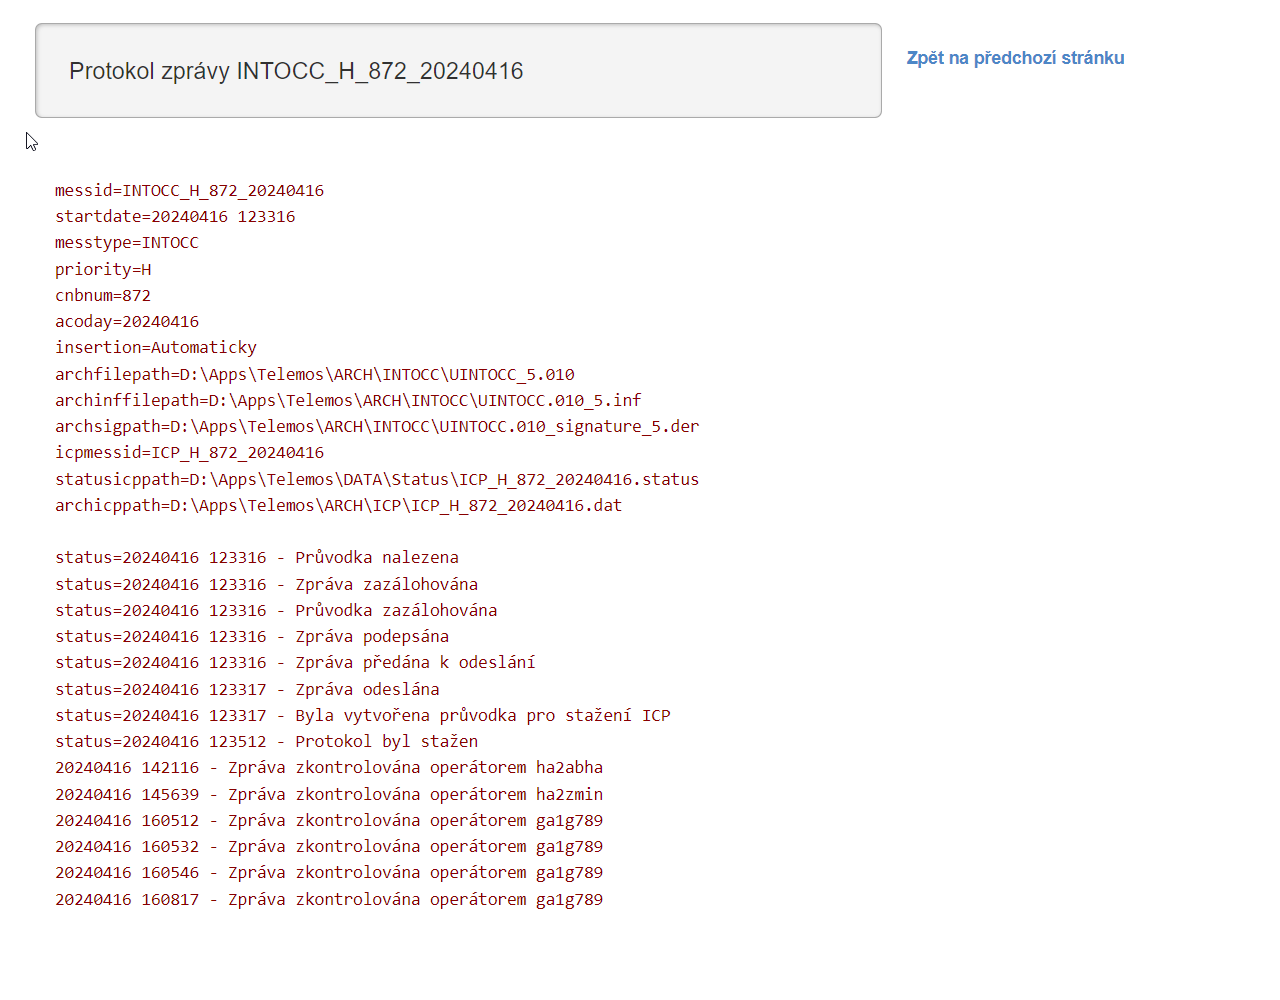 Protokol zprávy INTOCC_H_872_20240416
Zpět na předchozí stránku
messid=INTOCC_H_872_20240416
startdate=20240416 123316
messtype=INTOCC
priority=H
cnbnum=872
acoday=20240416
insertion=Automaticky
archfilepath=D:\Apps\Telemos\ARCH\INTOCC\UINTOCC_5.010
archinffilepath=D:\Apps\Telemos\ARCH\INTOCC\UINTOCC.010_5.inf
archsigpath=D:\Apps\Telemos\ARCH\INTOCC\UINTOCC.010_signature_5.der
icpmessid=ICP_H_872_20240416
statusicppath=D:\Apps\Telemos\DATA\Status\ICP_H_872_20240416.status
archicppath=D:\Apps\Telemos\ARCH\ICP\ICP_H_872_20240416.dat
status=20240416 123316 - Průvodka nalezena
status=20240416 123316 - Zpráva zazálohována
status=20240416 123316 - Průvodka zazálohována
status=20240416 123316 - Zpráva podepsána
status=20240416 123316 - Zpráva předána k odeslání
status=20240416 123317 - Zpráva odeslána
status=20240416 123317 - Byla vytvořena průvodka pro stažení ICP
status=20240416 123512 - Protokol byl stažen
20240416 142116 - Zpráva zkontrolována operátorem ha2abha
20240416 145639 - Zpráva zkontrolována operátorem ha2zmin
20240416 160512 - Zpráva zkontrolována operátorem ga1g789
20240416 160532 - Zpráva zkontrolována operátorem ga1g789
20240416 160546 - Zpráva zkontrolována operátorem ga1g789
20240416 160817 - Zpráva zkontrolována operátorem ga1g789